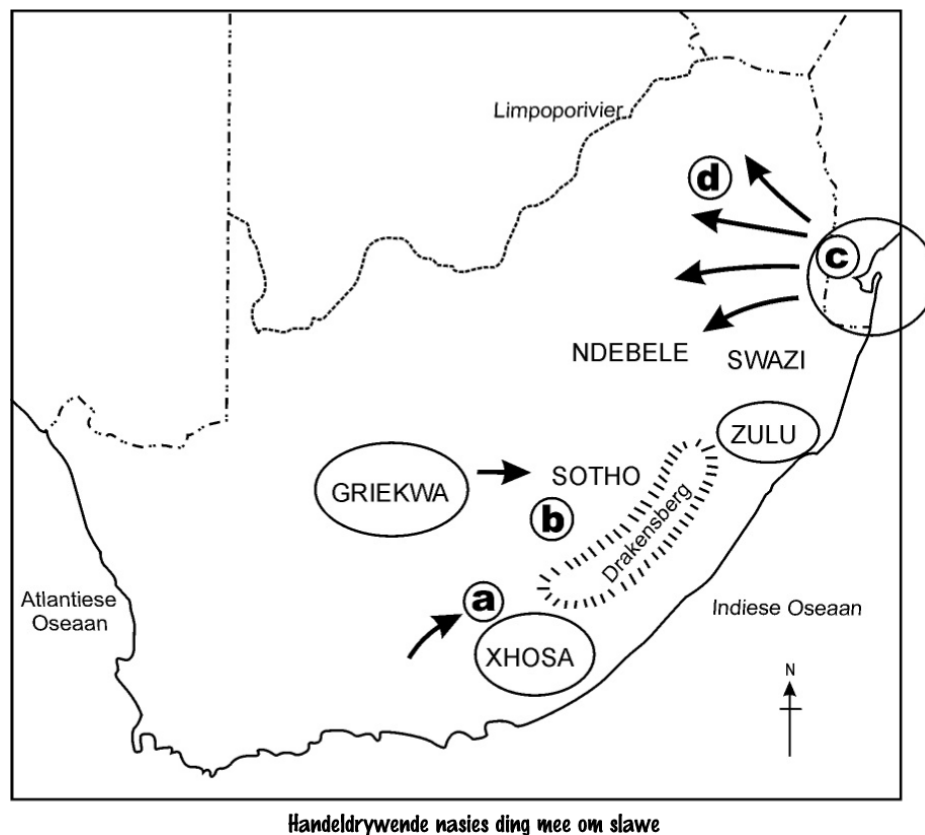 Limpoporivier
d
c
NDEBELE
SWAZI
ZULU
GRIEKWA
SOTHO
b
Drakensberg
a
Atlantiese
Oseaan
Indiese Oseaan
XHOSA
N
Handeldrywende nasies ding mee om slawe